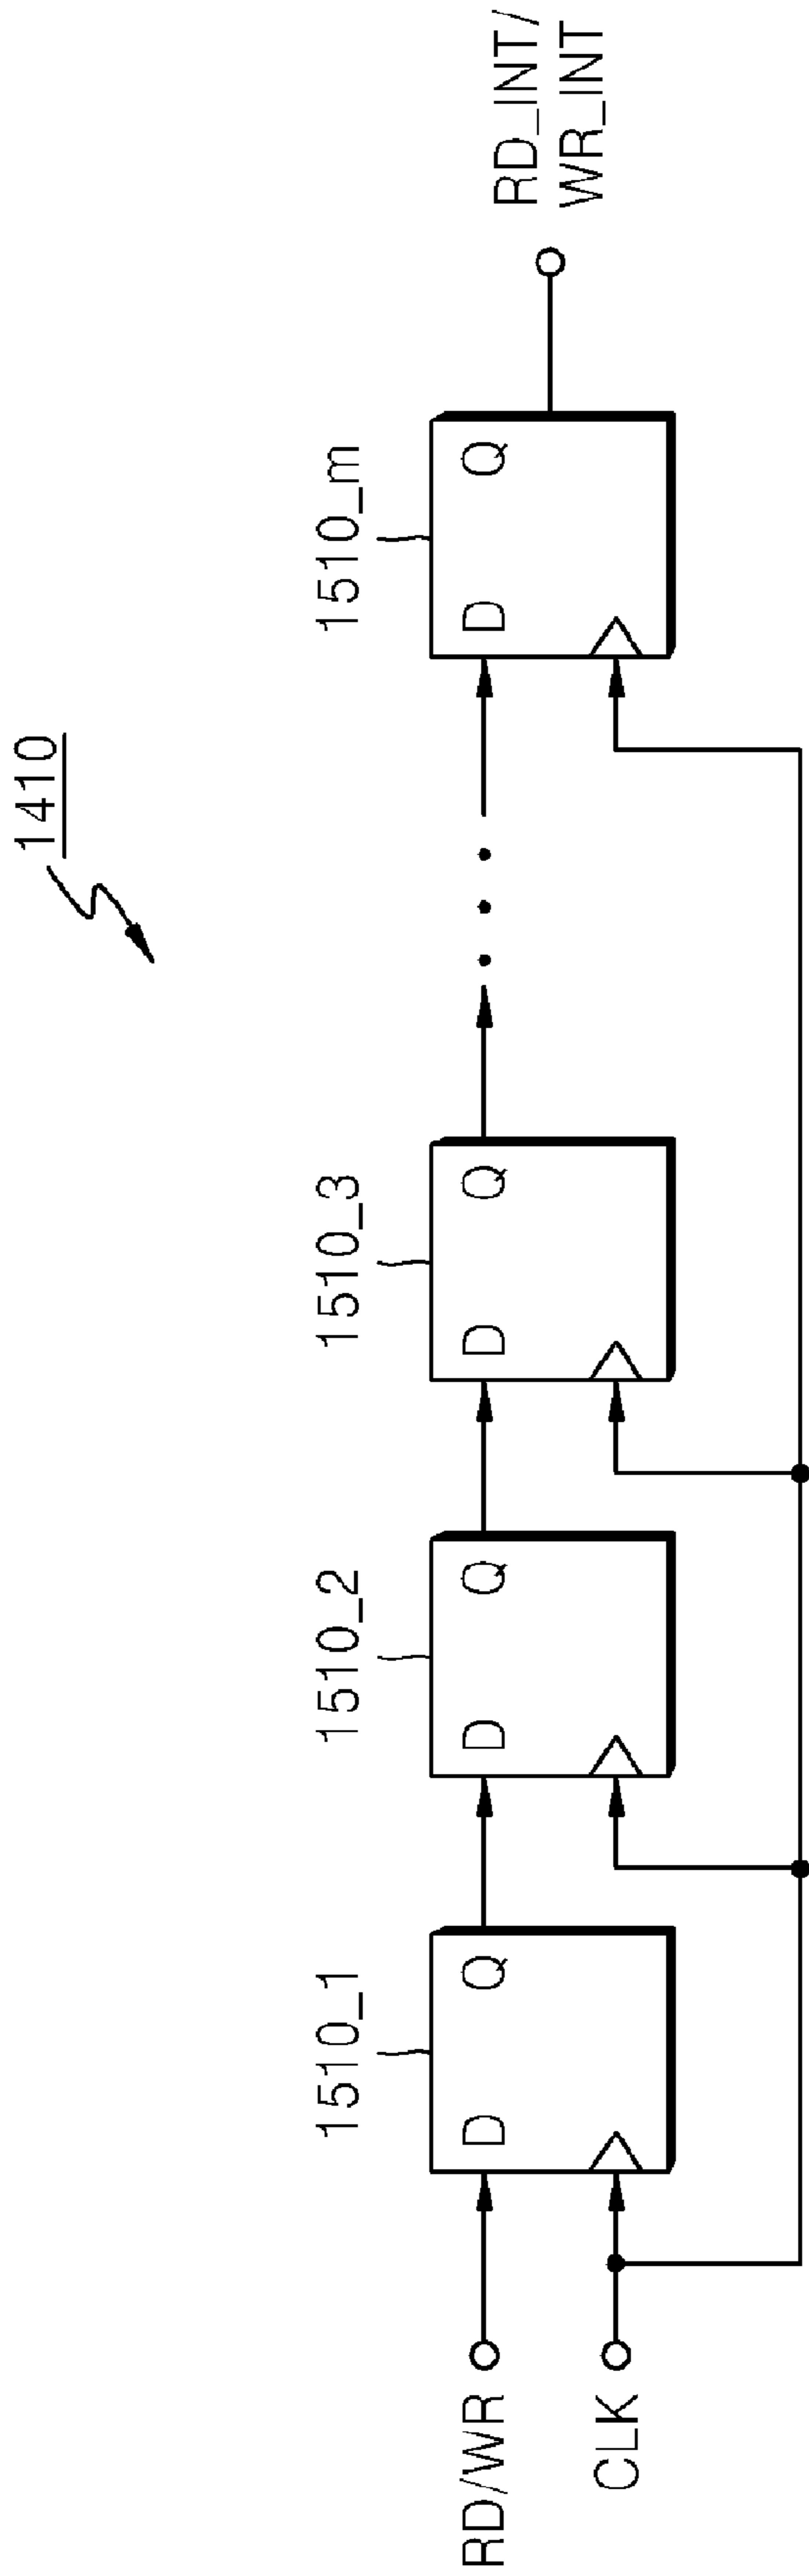 1410
1510_1
1510_2
1510_3
1510_m
D
Q
D
Q
D
Q
D
Q
RD/WR
CLK
RD_INT/
WR_INT